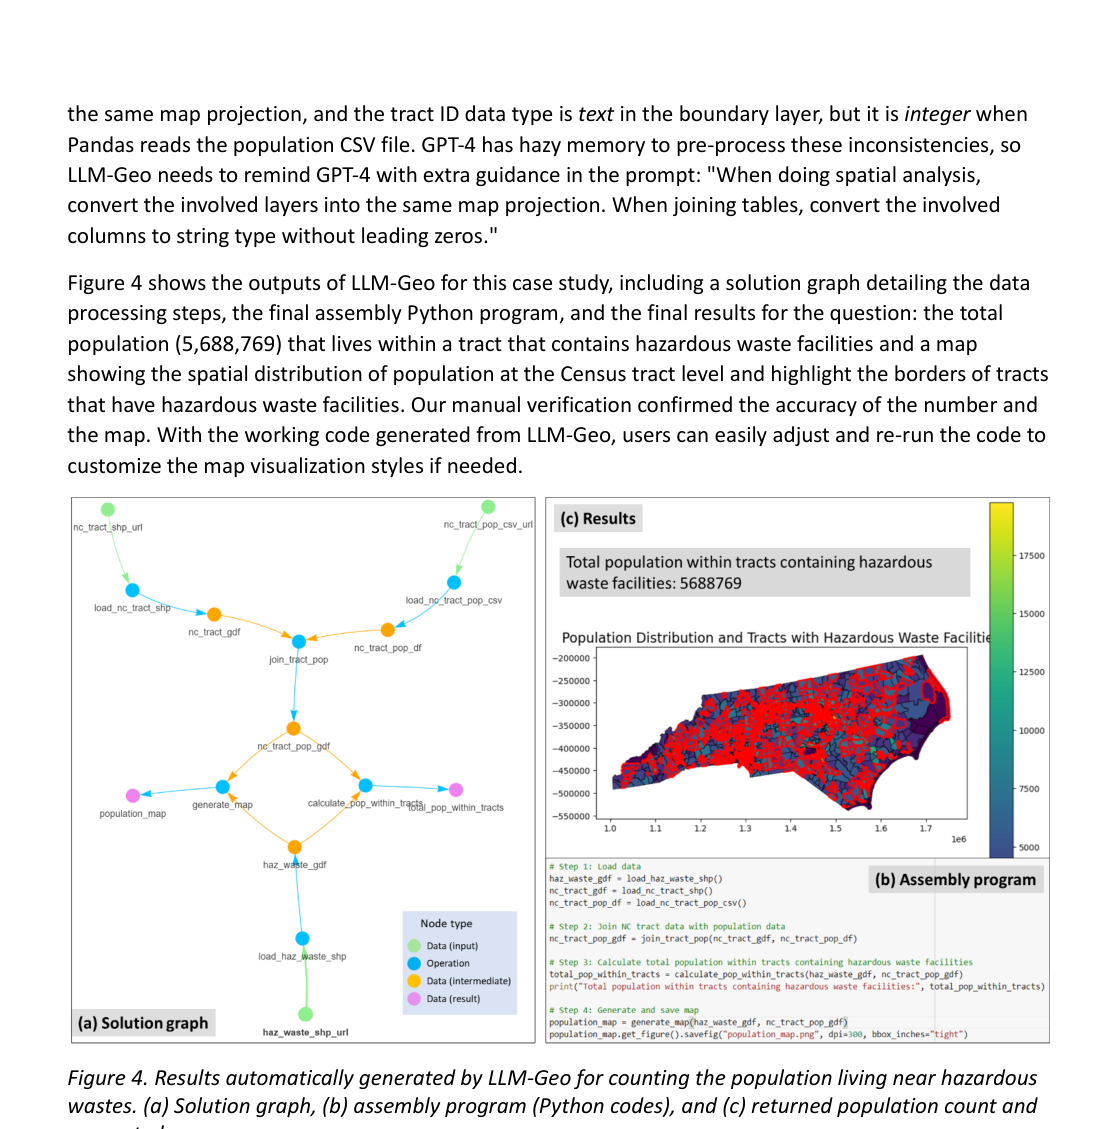 the same map projection, and the tract ID data type is text in the boundary layer, but it is integer when
Pandas reads the population CSV file. GPT-4 has hazy memory to pre-process these inconsistencies, so
LLM-Geo needs to remind GPT-4 with extra guidance in the prompt: "When doing spatial analysis,
convert the involved layers into the same map projection. When joining tables, convert the involved
columns to string type without leading zeros."
Figure 4 shows the outputs of LLM-Geo for this case study, including a solution graph detailing the data
processing steps, the final assembly Python program, and the final results for the question: the total
population (5,688,769) that lives within a tract that contains hazardous waste facilities and a map
showing the spatial distribution of population at the Census tract level and highlight the borders of tracts
that have hazardous waste facilities. Our manual verification confirmed the accuracy of the number and
the map. With the working code generated from LLM-Geo, users can easily adjust and re-run the code to
customize the map visualization styles if needed.
nc_tract_shp_url
nc_tract_pop_csv_url
load_nc_tract_shp
load_nc_tract_pop_csv
nc_tract_gdf
nc_tract_pop_df
join_tract_pop
nc_tract_pop_gdf
population_map
generate_map
calculate_pop_within_tracts
total_pop_within_tracts
haz_waste_gdf
load_haz_waste_shp
haz_waste_shp_url
Node type
Data (input)
Operation
Data (intermediate)
Data (result)
(a) Solution graph
(c) Results
Total population within tracts containing hazardous
waste facilities: 5688769
Population Distribution and Tracts with Hazardous Waste Facilitie
−200000
−250000
−300000
−350000
−400000
−450000
−500000
−550000
1.0 1.1 1.2 1.3 1.4 1.5 1.6 1.7
1e6
17500
15000
12500
10000
7500
5000
(b) Assembly program
# Step 1: Load data
haz_waste_gdf = load_haz_waste_shp()
nc_tract_gdf = load_nc_tract_shp()
nc_tract_pop_df = load_nc_tract_pop_csv()
# Step 2: Join NC tract data with population data
nc_tract_pop_gdf = join_tract_pop(nc_tract_gdf, nc_tract_pop_df)
# Step 3: Calculate total population within tracts containing hazardous waste facilities
total_pop_within_tracts = calculate_pop_within_tracts(haz_waste_gdf, nc_tract_pop_gdf)
print("Total population within tracts containing hazardous waste facilities:", total_pop_within_tracts)
# Step 4: Generate and save map
population_map = generate_map(haz_waste_gdf, nc_tract_pop_gdf)
population_map.get_figure().savefig("population_map.png", dpi=300, bbox_inches="tight")
Figure 4. Results automatically generated by LLM-Geo for counting the population living near hazardous
wastes. (a) Solution graph, (b) assembly program (Python codes), and (c) returned population count and